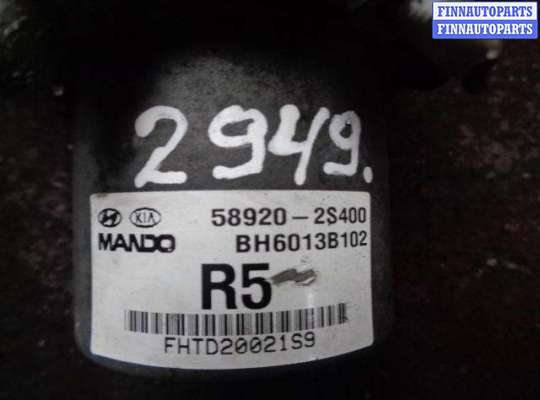 FINNAUTOPARTS
FINNAUTOPARTS
2949.
KIA 58920-2S400
MANDO BH6013B102
R5
FHTD20021S9